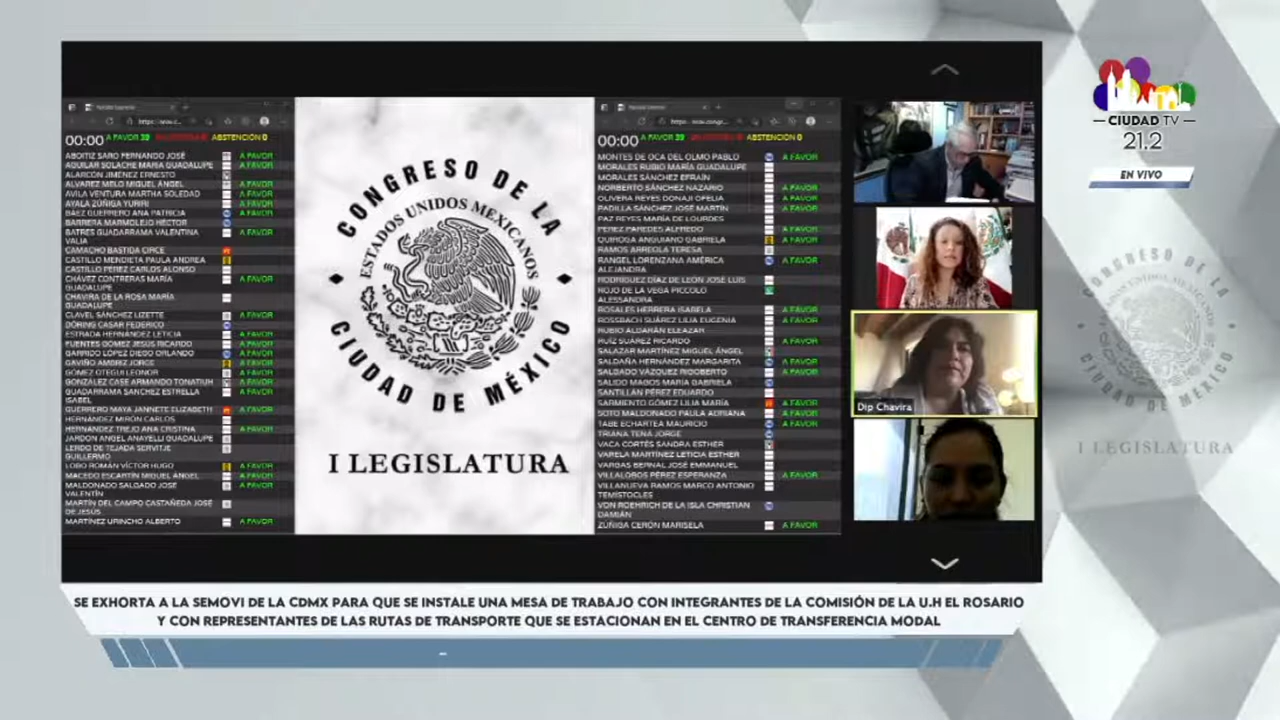 00:00 A FAVOR 39 ABSTENCIÓN 0
ABOITIZ SARO FERNANDO JOSÉ A FAVOR
AGUILAR SOLACHE MARÍA GUADALUPE A FAVOR
ALARCÓN JIMÉNEZ ERNESTO
ÁLVAREZ MELO MIGUEL ÁNGEL A FAVOR
ÁVILA VENTURA MARTHA SOLEDAD A FAVOR
AYALA ZÚÑIGA YURIRI A FAVOR
BÁEZ GUERRERO ANA PATRICIA A FAVOR
BARRERA MARMOLEJO HÉCTOR
BATRES GUADARRAMA VALENTINA A FAVOR
VALIA
CAMACHO BASTIDA CIRCE
CASTILLO MENDIETA PAULA ANDREA
CASTILLO PÉREZ CARLOS ALONSO
CHÁVEZ CONTRERAS MARÍA A FAVOR
GUADALUPE
CHAVIRA DE LA ROSA MARÍA
GUADALUPE
CLAVEL SÁNCHEZ LIZETTE A FAVOR
DÖRING CASAR FEDERICO
ESTRADA HERNÁNDEZ LETICIA A FAVOR
FUENTES GÓMEZ JESÚS RICARDO A FAVOR
GARRIDO LÓPEZ DIEGO ORLANDO A FAVOR
GAVIÑO AMBRIZ JORGE A FAVOR
GÓMEZ OTEGUI LEONOR A FAVOR
GONZÁLEZ CASE ARMANDO TONATIUH A FAVOR
GUADARRAMA SÁNCHEZ ESTRELLA A FAVOR
ISABEL
GUERRERO MAYA JANNETE ELIZABETH A FAVOR
HERNÁNDEZ MIRÓN CARLOS
HERNÁNDEZ TREJO ANA CRISTINA A FAVOR
JARDÓN ÁNGEL ANAYELLI GUADALUPE
LERDO DE TEJADA SERVITJE
GUILLERMO
LOBO ROMÁN VÍCTOR HUGO A FAVOR
MACEDO ESCARTÍN MIGUEL ÁNGEL A FAVOR
MALDONADO SALGADO JOSÉ A FAVOR
VALENTÍN
MARTÍN DEL CAMPO CASTAÑEDA JOSÉ
DE JESÚS
MARTÍNEZ URINCHO ALBERTO A FAVOR
CONGRESO DE LA
ESTADOS UNIDOS MEXICANOS
CIUDAD DE MÉXICO
I LEGISLATURA
00:00 A FAVOR 39 ABSTENCIÓN 0
MONTES DE OCA DEL OLMO PABLO A FAVOR
MORALES RUBIO MARÍA GUADALUPE
MORALES SÁNCHEZ EFRAÍN
NORBERTO SÁNCHEZ NAZARIO A FAVOR
OLIVERA REYES DONAJI OFELIA A FAVOR
PADILLA SÁNCHEZ JOSÉ MARTÍN A FAVOR
PAZ REYES MARÍA DE LOURDES
PÉREZ PAREDES ALFREDO A FAVOR
QUIROGA ANGUIANO GABRIELA A FAVOR
RAMOS ARREOLA TERESA
RANGEL LORENZANA AMÉRICA A FAVOR
ALEJANDRA
RODRÍGUEZ DÍAZ DE LEÓN JOSÉ LUIS
ROJO DE LA VEGA PICCOLO
ALESSANDRA
ROSALES HERRERA ISABELA A FAVOR
ROSSBACH SUÁREZ LILIA EUGENIA A FAVOR
RUBIO ALDARÁN ELEAZAR
RUÍZ SUÁREZ RICARDO A FAVOR
SALAZAR MARTÍNEZ MIGUEL ÁNGEL
SALDAÑA HERNÁNDEZ MARGARITA A FAVOR
SALGADO VÁZQUEZ RIGOBERTO A FAVOR
SALIDO MAGOS MARÍA GABRIELA
SANTILLÁN PÉREZ EDUARDO
SARMIENTO GÓMEZ LILIA MARÍA A FAVOR
SOTO MALDONADO PAULA ADRIANA A FAVOR
TABE ECHARTEA MAURICIO A FAVOR
TRIANA TENA JORGE
VACA CORTÉS SANDRA ESTHER
VARELA MARTÍNEZ LETICIA ESTHER
VARGAS BERNAL JOSÉ EMMANUEL
VILLALOBOS PÉREZ ESPERANZA A FAVOR
VILLANUEVA RAMOS MARCO ANTONIO
TEMÍSTOCLES
VON ROEHRICH DE LA ISLA CHRISTIAN
DAMIÁN
ZÚÑIGA CERÓN MARISELA A FAVOR
Dip Chavira
CIUDAD TV
21.2
EN VIVO
CONGRESO DE LA
CIUDAD DE MÉXICO
I LEGISLATURA
SE EXHORTA A LA SEMOVI DE LA CDMX PARA QUE SE INSTALE UNA MESA DE TRABAJO CON INTEGRANTES DE LA COMISIÓN DE LA U.H EL ROSARIO
Y CON REPRESENTANTES DE LAS RUTAS DE TRANSPORTE QUE SE ESTACIONAN EN EL CENTRO DE TRANSFERENCIA MODAL